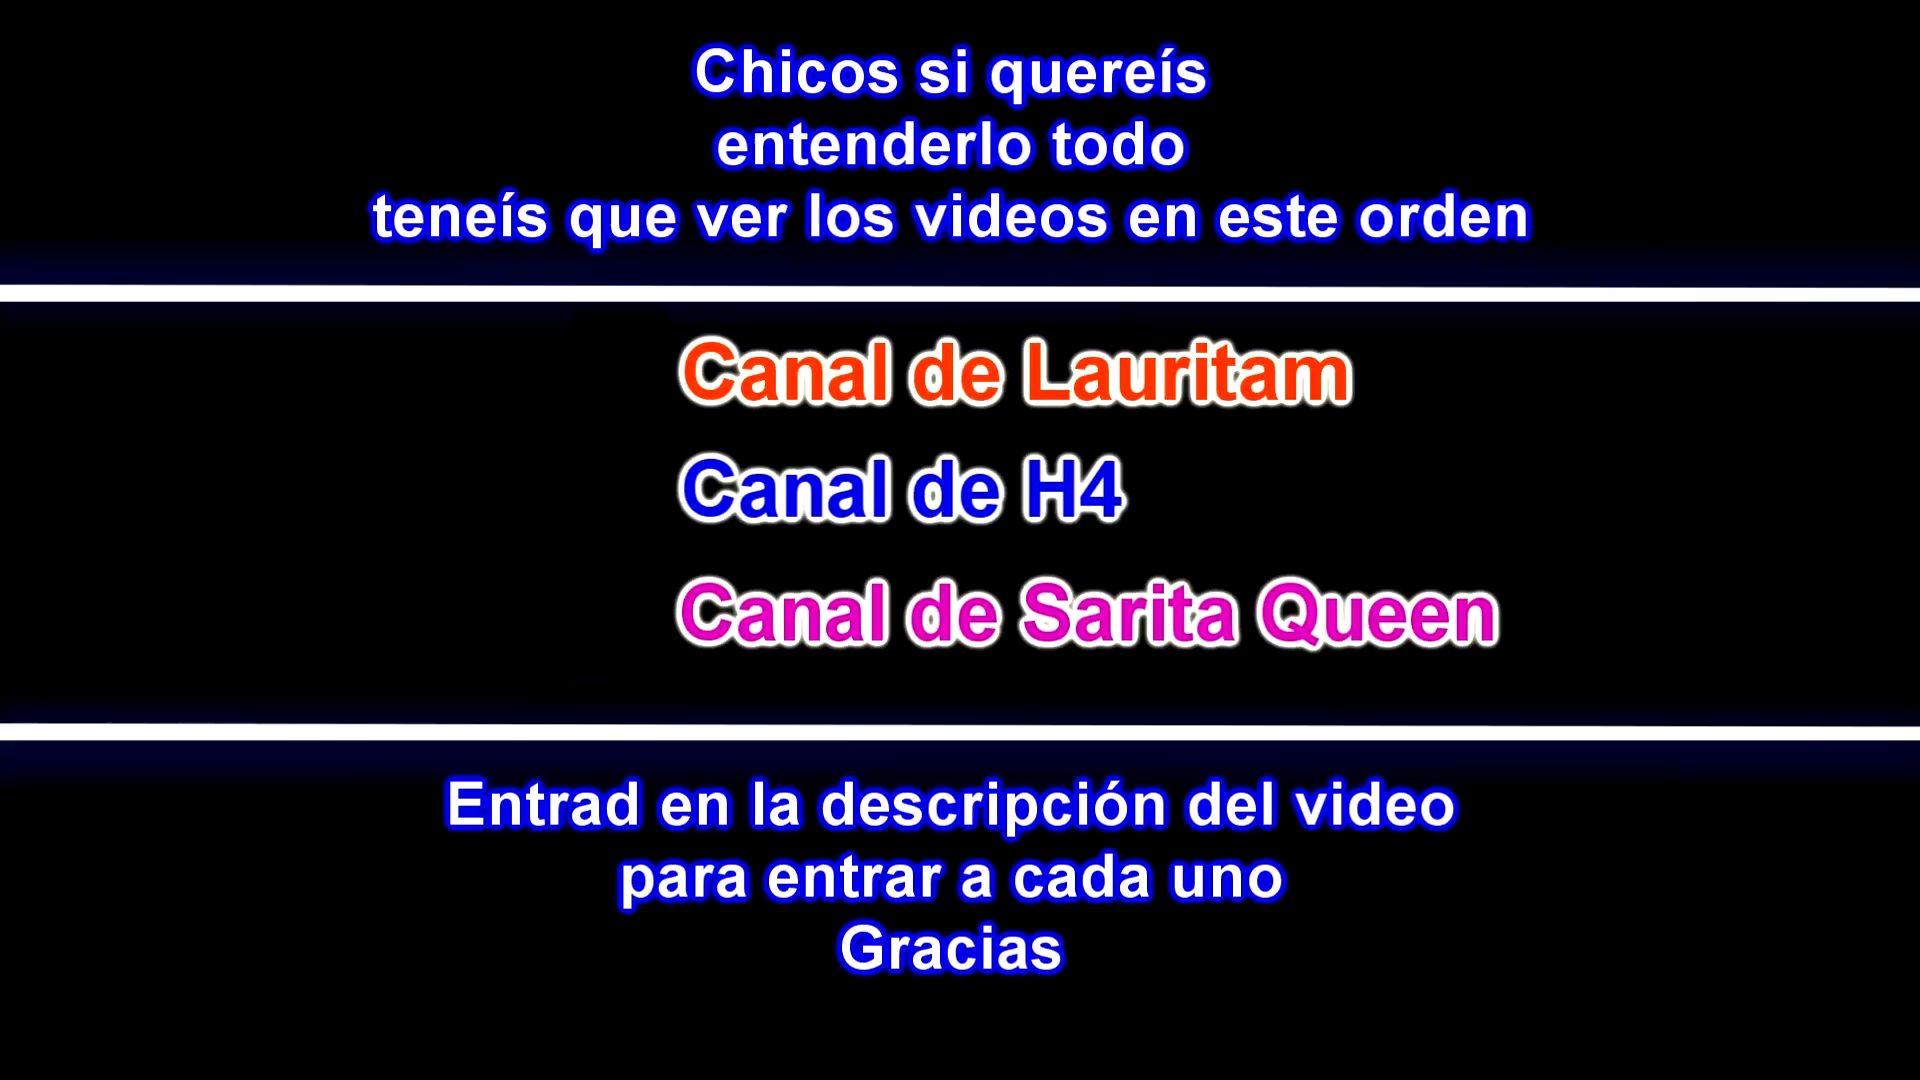 Chicos si quereís
entenderlo todo
teneís que ver los videos en este orden
Canal de Lauritam
Canal de H4
Canal de Sarita Queen
Entrad en la descripción del video
para entrar a cada uno
Gracias